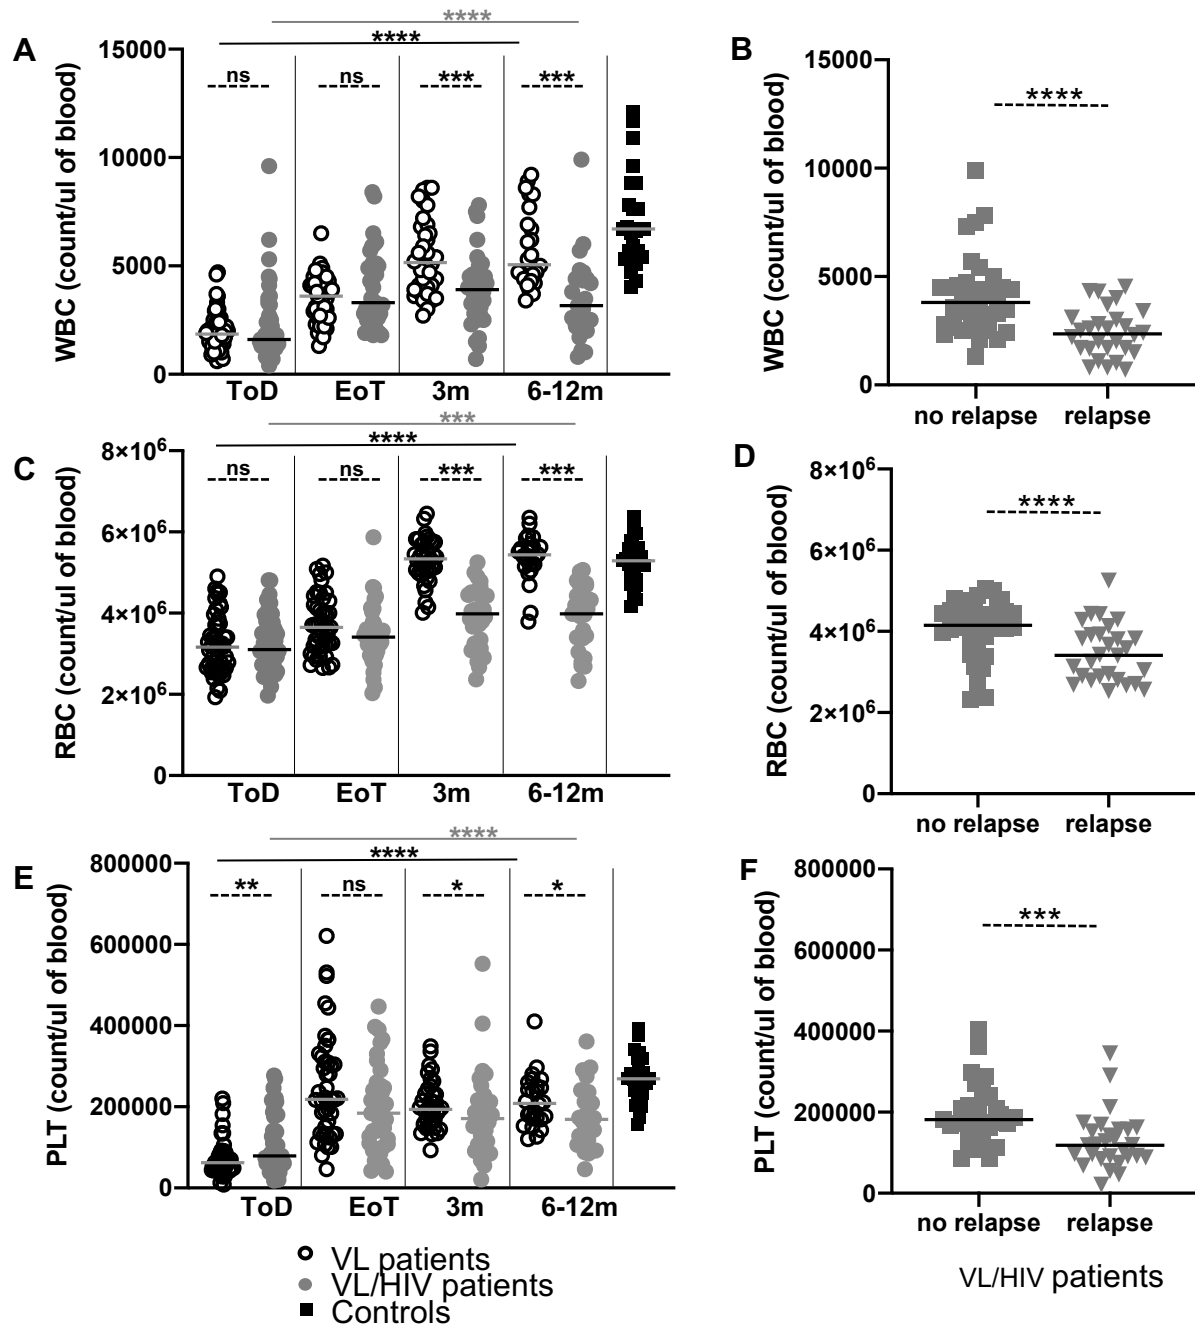 A
WBC (count/ul of blood)
15000
10000
5000
0
****
****
ns
ns
***
***
ToD
EoT
3m
6-12m
B
WBC (count/ul of blood)
15000
10000
5000
0
****
no relapse
relapse
C
RBC (count/ul of blood)
8×10⁶
6×10⁶
4×10⁶
2×10⁶
0
***
****
ns
ns
***
***
ToD
EoT
3m
6-12m
D
RBC (count/ul of blood)
8×10⁶
6×10⁶
4×10⁶
2×10⁶
0
****
no relapse
relapse
E
PLT (count/ul of blood)
800000
600000
400000
200000
0
****
****
**
ns
*
*
ToD
EoT
3m
6-12m
F
PLT (count/ul of blood)
800000
600000
400000
200000
0
***
no relapse
relapse
VL patients
VL/HIV patients
Controls
VL/HIV patients